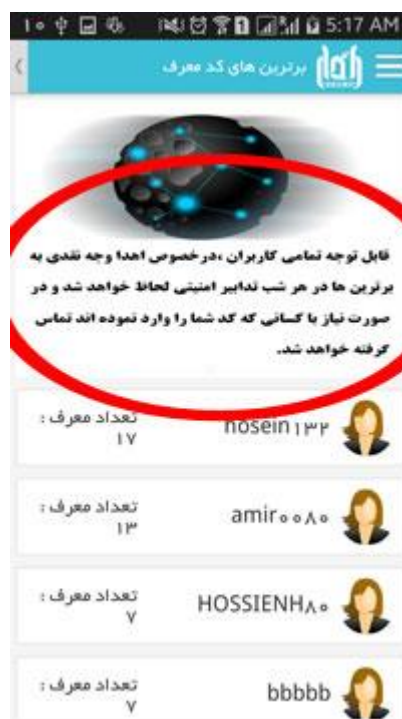 ۱۰ 5:17 AM
برترین های کد معرف
قابل توجه تمامی کاربران ،درخصوص اهدا وجه نقدی به
برترین ها در هر شب تدابیر امنیتی لحاظ خواهد شد و در
صورت نیاز با کسانی که کد شما را وارد نموده اند تماس
گرفته خواهد شد.
hosein۱۳۲
تعداد معرف :
۱۷
amir۰۰۸۰
تعداد معرف :
۱۳
HOSSIENH۸۰
تعداد معرف :
۷
bbbbb
تعداد معرف :
۷